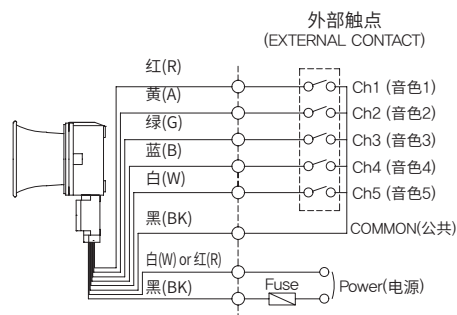 外部触点
(EXTERNAL CONTACT)
红(R)
Ch1 (音色1)
黄(A)
Ch2 (音色2)
绿(G)
Ch3 (音色3)
蓝(B)
Ch4 (音色4)
白(W)
Ch5 (音色5)
黑(BK)
COMMON(公共)
白(W) or 红(R)
黑(BK)
Fuse
Power(电源)